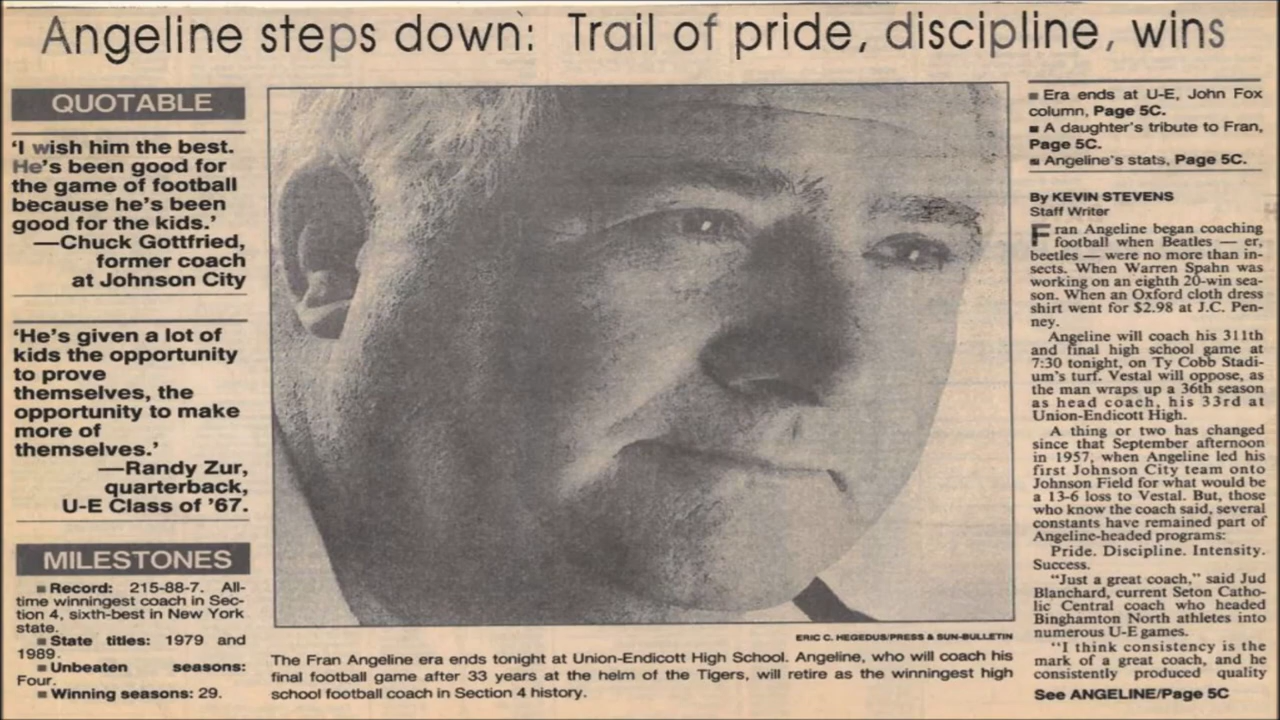 Angeline steps down: Trail of pride, discipline, wins
QUOTABLE
'I wish him the best.
He's been good for
the game of football
because he's been
good for the kids.'
—Chuck Gottfried,
former coach
at Johnson City
'He's given a lot of
kids the opportunity
to prove
themselves, the
opportunity to make
more of
themselves.'
—Randy Zur,
quarterback,
U-E Class of '67.
MILESTONES
■ Record: 215-88-7. All-
time winningest coach in Sec-
tion 4, sixth-best in New York
state.
■ State titles: 1979 and
1989.
■ Unbeaten seasons:
Four.
■ Winning seasons: 29.
ERIC C. HEGEDUS/PRESS & SUN-BULLETIN
The Fran Angeline era ends tonight at Union-Endicott High School. Angeline, who will coach his
final football game after 33 years at the helm of the Tigers, will retire as the winningest high
school football coach in Section 4 history.
■ Era ends at U-E, John Fox
column, Page 5C.
■ A daughter's tribute to Fran,
Page 5C.
■ Angeline's stats, Page 5C.
By KEVIN STEVENS
Staff Writer
Fran Angeline began coaching
football when Beatles — er,
beetles — were no more than in-
sects. When Warren Spahn was
working on an eighth 20-win sea-
son. When an Oxford cloth dress
shirt went for $2.98 at J.C. Pen-
ney.
Angeline will coach his 311th
and final high school game at
7:30 tonight, on Ty Cobb Stadi-
um's turf. Vestal will oppose, as
the man wraps up a 36th season
as head coach, his 33rd at
Union-Endicott High.
A thing or two has changed
since that September afternoon
in 1957, when Angeline led his
first Johnson City team onto
Johnson Field for what would be
a 13-6 loss to Vestal. But, those
who know the coach said, several
constants have remained part of
Angeline-headed programs:
Pride. Discipline. Intensity.
Success.
"Just a great coach," said Jud
Blanchard, current Seton Catho-
lic Central coach who headed
Binghamton North athletes into
numerous U-E games.
"I think consistency is the
mark of a great coach, and he
consistently produced quality
See ANGELINE/Page 5C